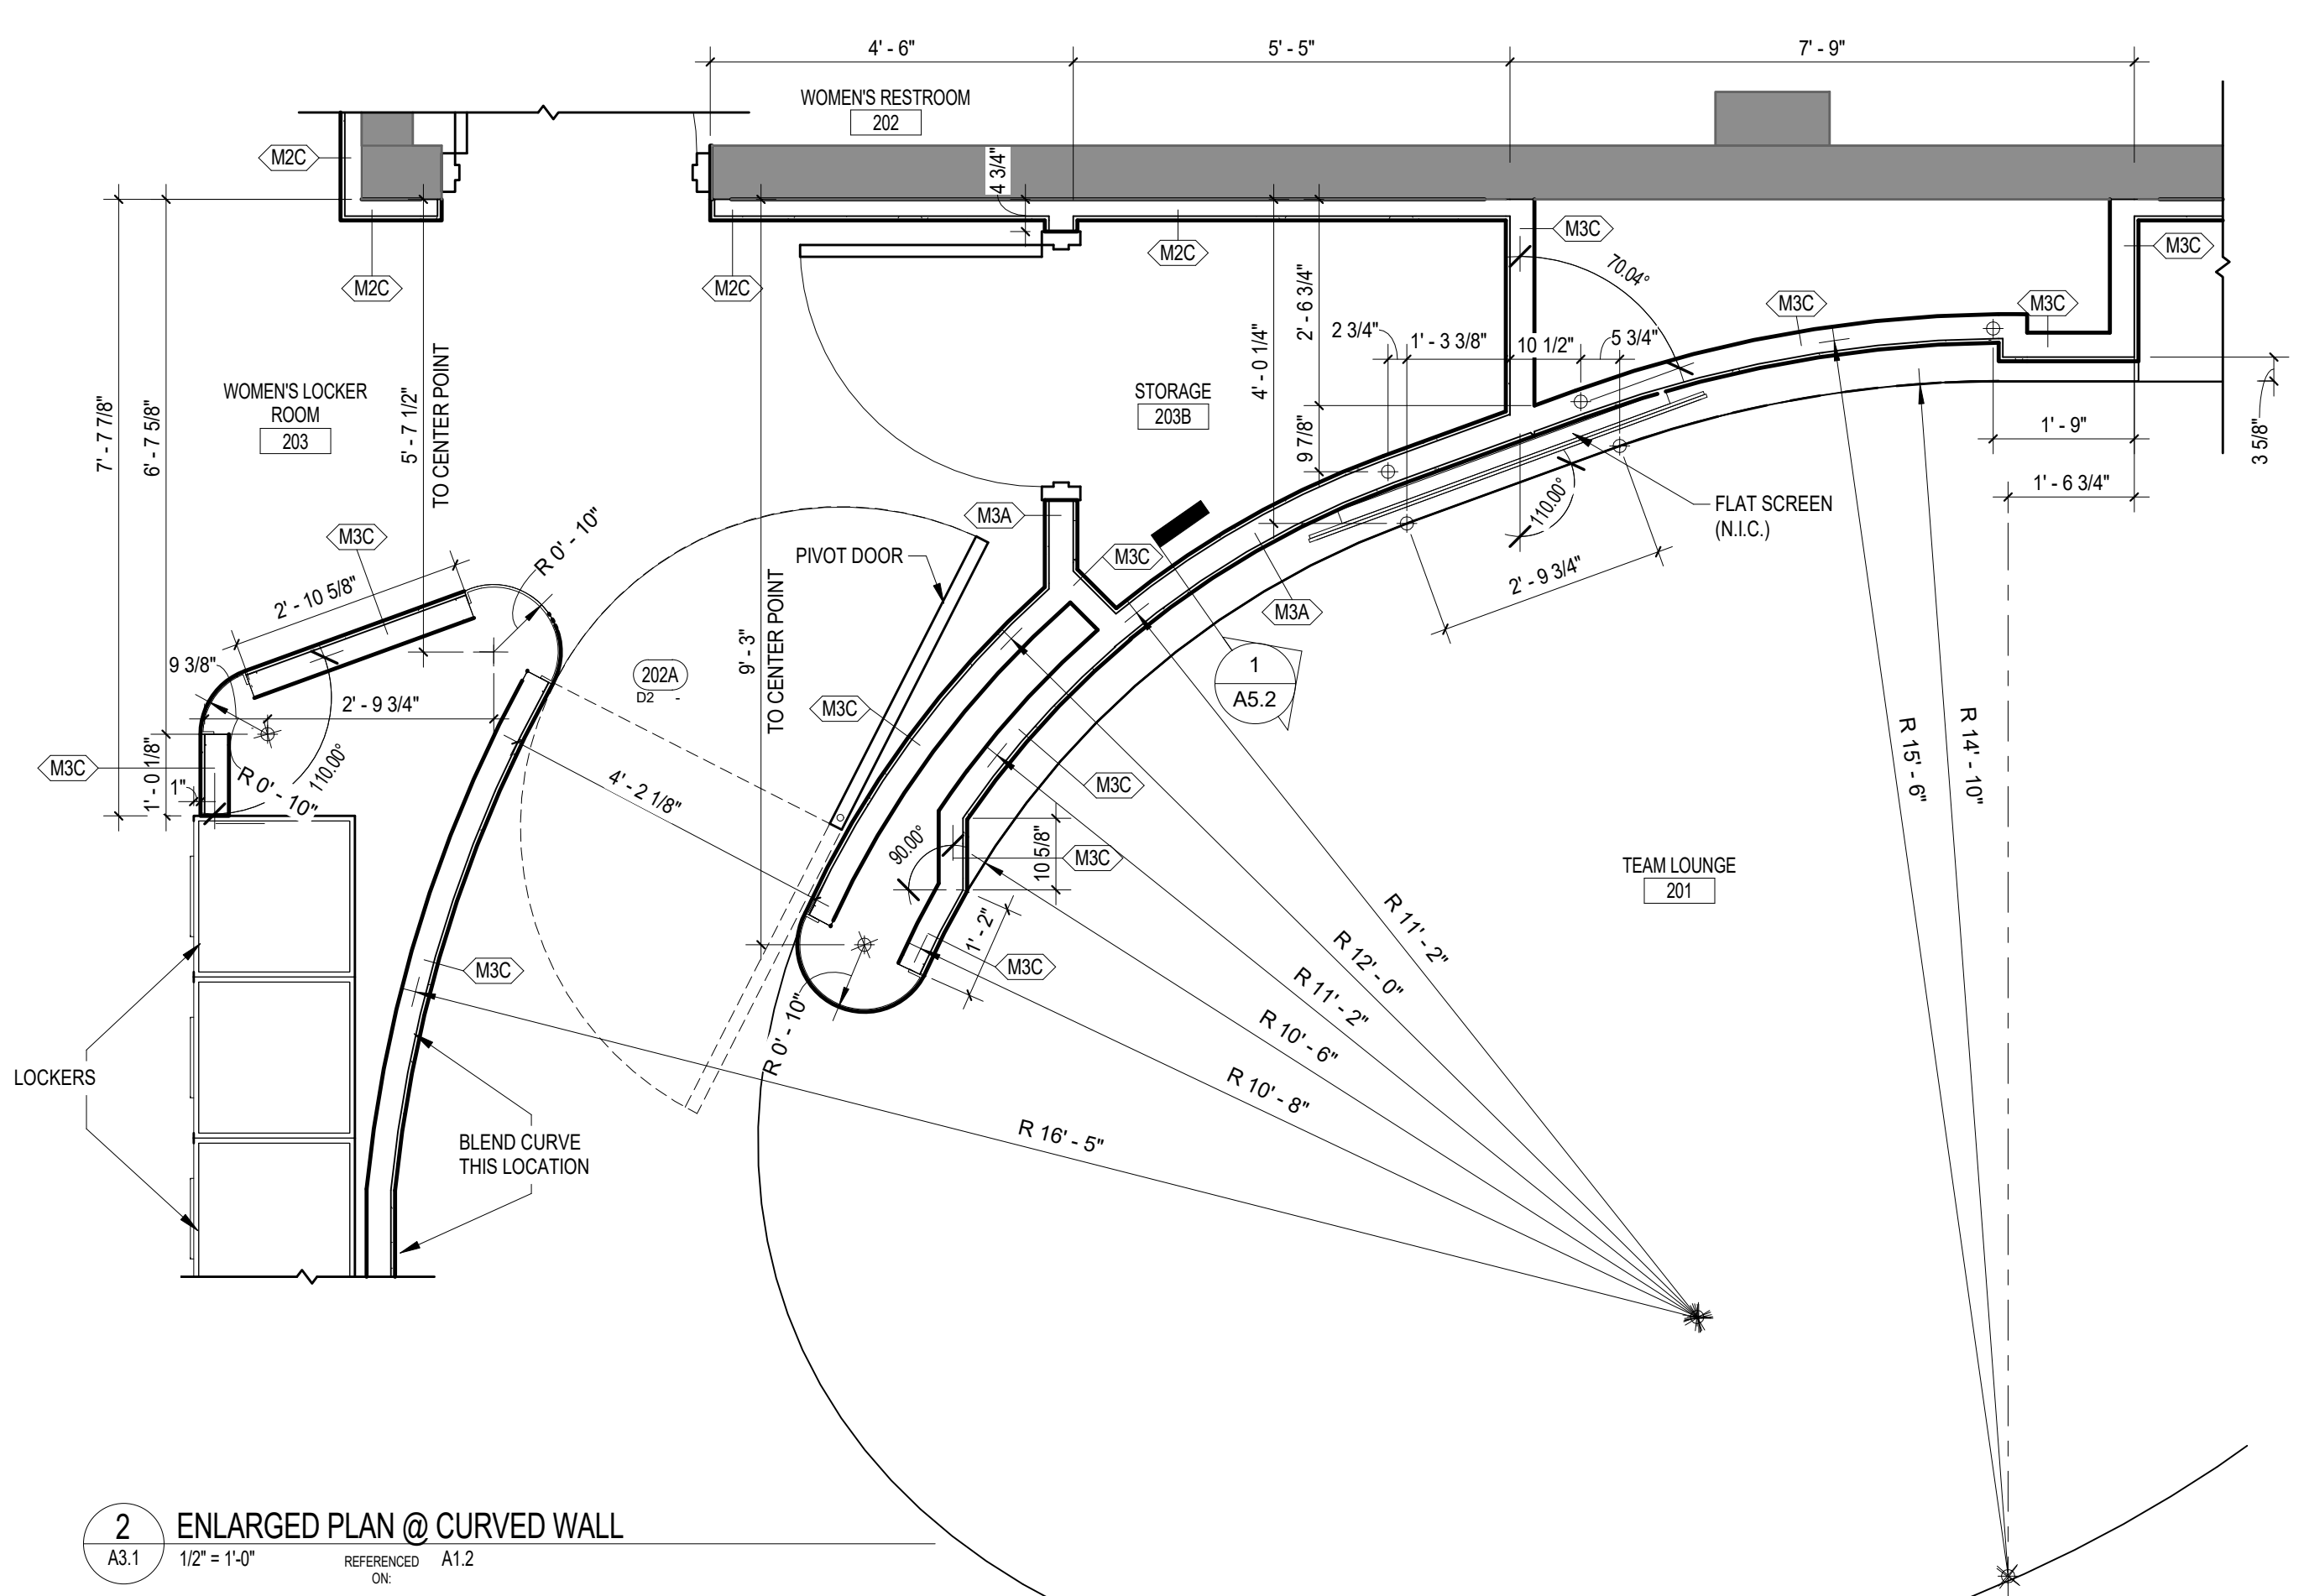 4' - 6"
5' - 5"
7' - 9"
WOMEN'S RESTROOM
202
M2C
4 3/4"
M3C
M3C
M2C
M2C
M2C
70.04°
2' - 6 3/4"
M3C
M3C
2 3/4"
1' - 3 3/8"
10 1/2"
5 3/4"
4' - 0 1/4"
WOMEN'S LOCKER
ROOM
203
5' - 7 1/2"
TO CENTER POINT
STORAGE
203B
7' - 7 7/8"
6' - 7 5/8"
9 7/8"
1' - 9"
3 5/8"
1' - 6 3/4"
110.00°
FLAT SCREEN
(N.I.C.)
M3A
M3C
R 0' - 10"
PIVOT DOOR
M3C
2' - 9 3/4"
2' - 10 5/8"
M3A
9' - 3"
TO CENTER POINT
9 3/8"
202A
D2 -
1
A5.2
2' - 9 3/4"
M3C
R 15' - 6"
R 14' - 10"
M3C
1' - 0 1/8"
1"
R 0' - 10"
110.00°
4' - 2 1/8"
M3C
90.00°
10 5/8"
M3C
TEAM LOUNGE
201
1' - 2"
M3C
M3C
R 11' - 2"
R 12' - 0"
R 11' - 2"
R 10' - 6"
R 10' - 8"
R 16' - 5"
R 0' - 10"
LOCKERS
BLEND CURVE
THIS LOCATION
2
A3.1
ENLARGED PLAN @ CURVED WALL
1/2" = 1'-0"
REFERENCED
ON:
A1.2